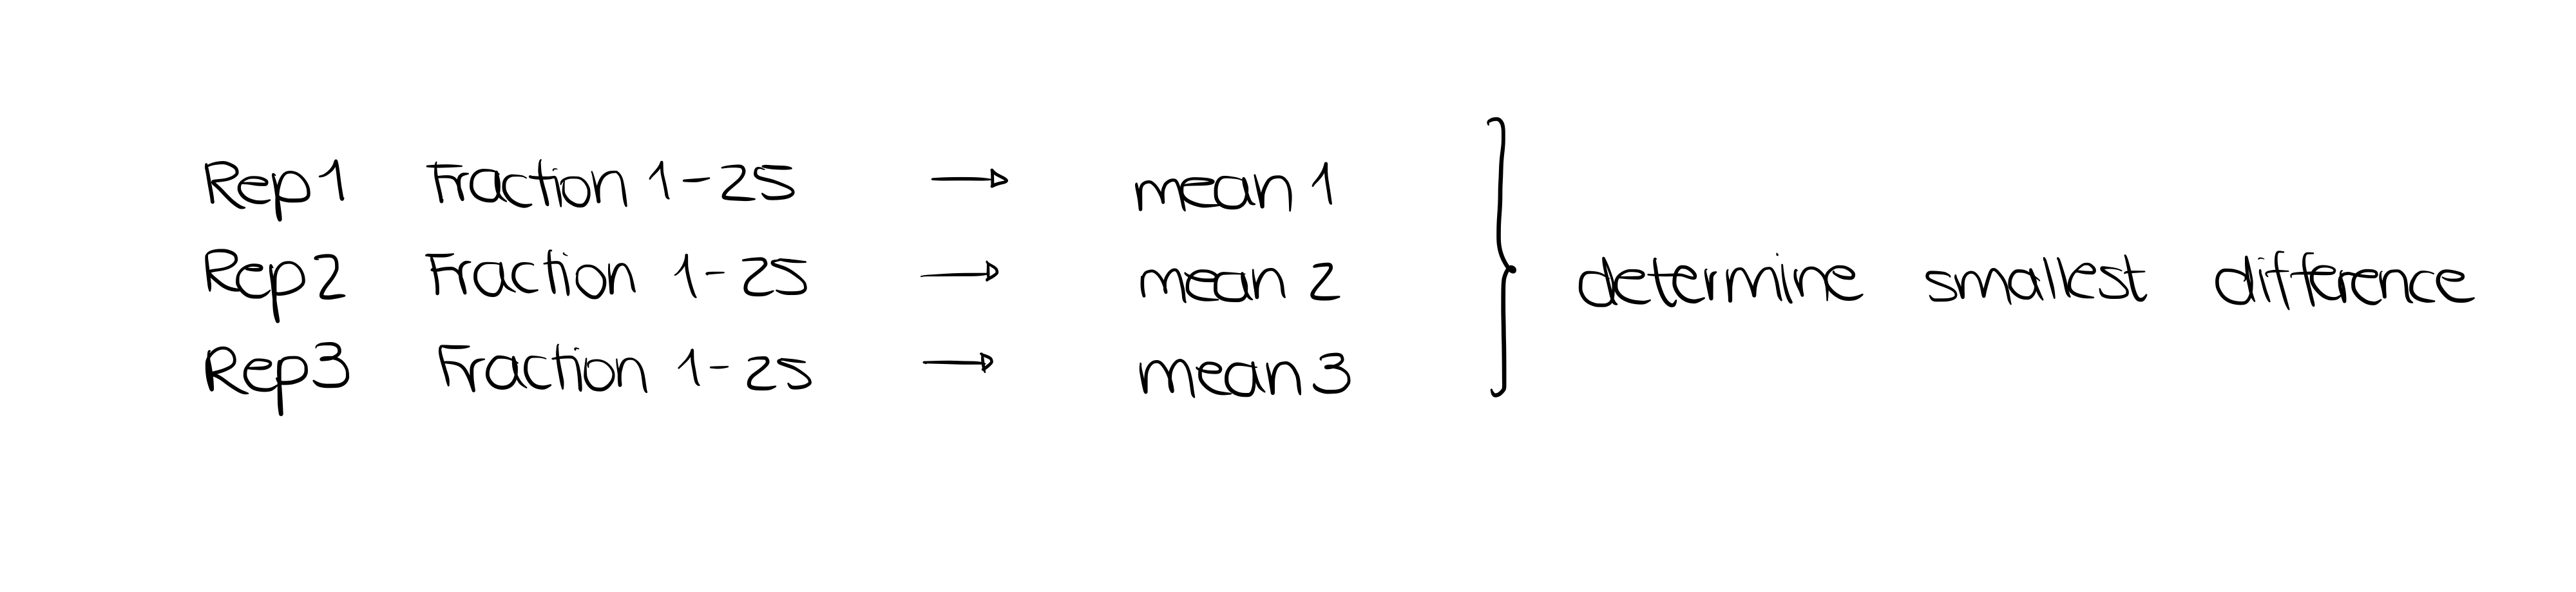 Rep1 Fraction 1-25 → mean 1
Rep2 Fraction 1-25 → mean 2 } determine smallest difference
Rep3 Fraction 1-25 → mean 3